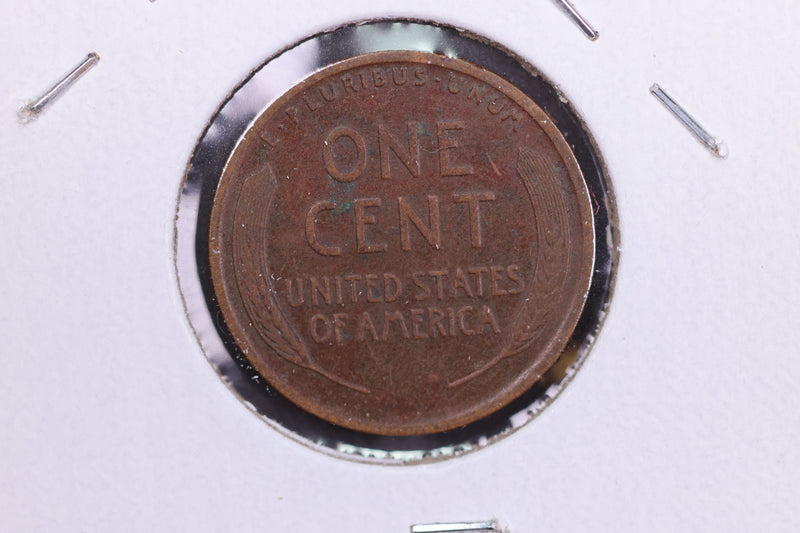 E·PLURIBUS·UNUM
ONE
CENT
UNITED STATES
OF AMERICA